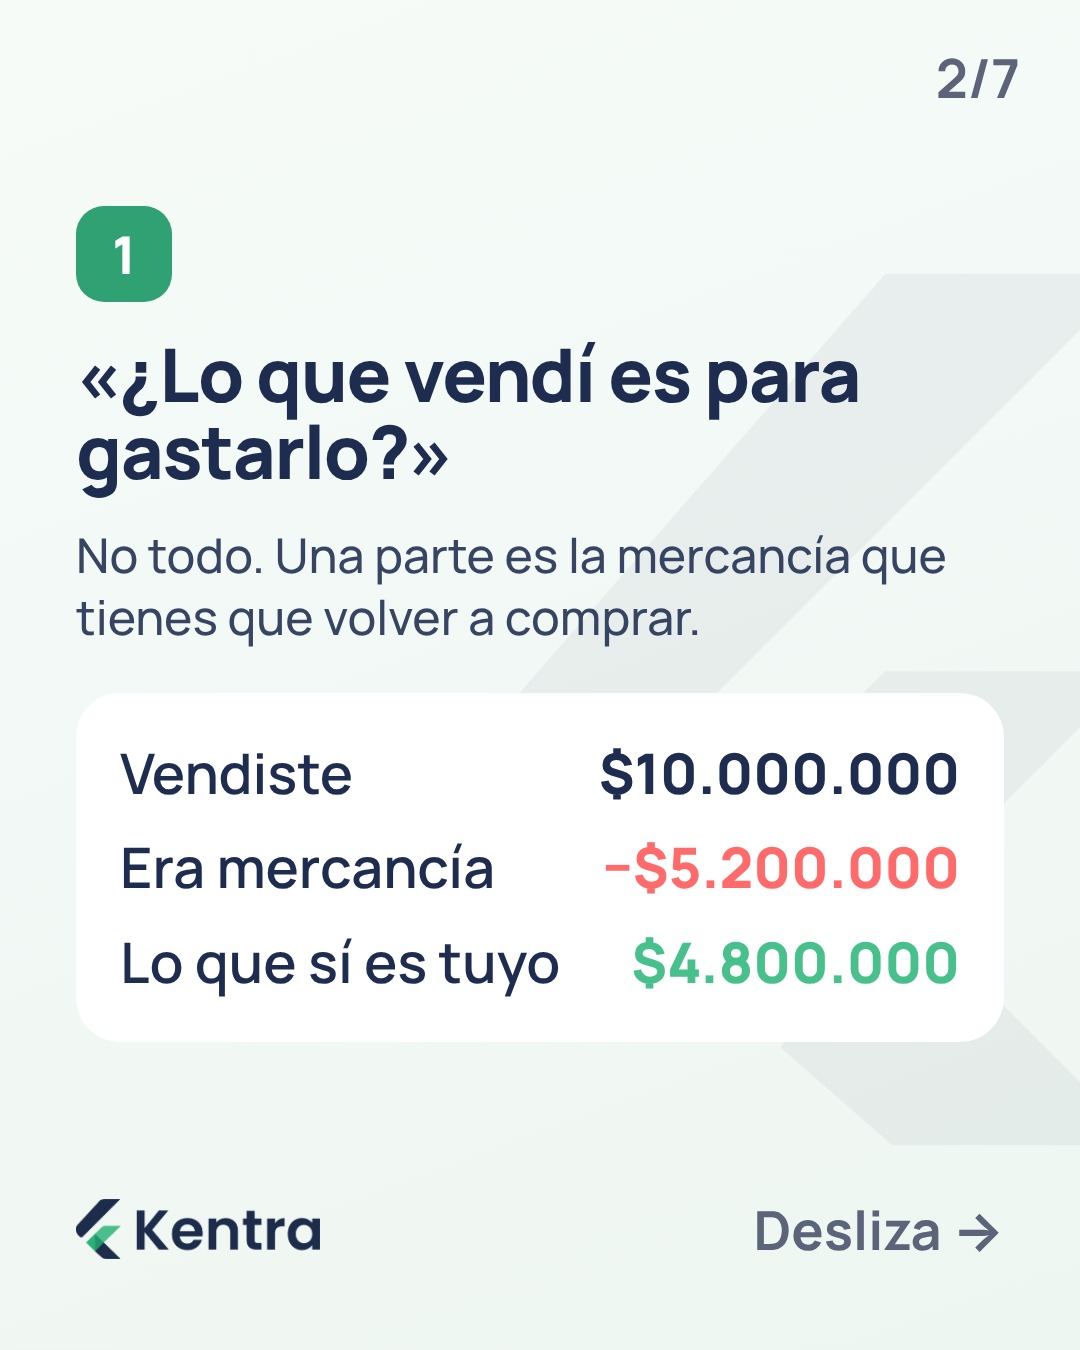 2/7
1
«¿Lo que vendí es para
gastarlo?»
No todo. Una parte es la mercancía que
tienes que volver a comprar.
Vendiste $10.000.000
Era mercancía −$5.200.000
Lo que sí es tuyo $4.800.000
Kentra
Desliza →